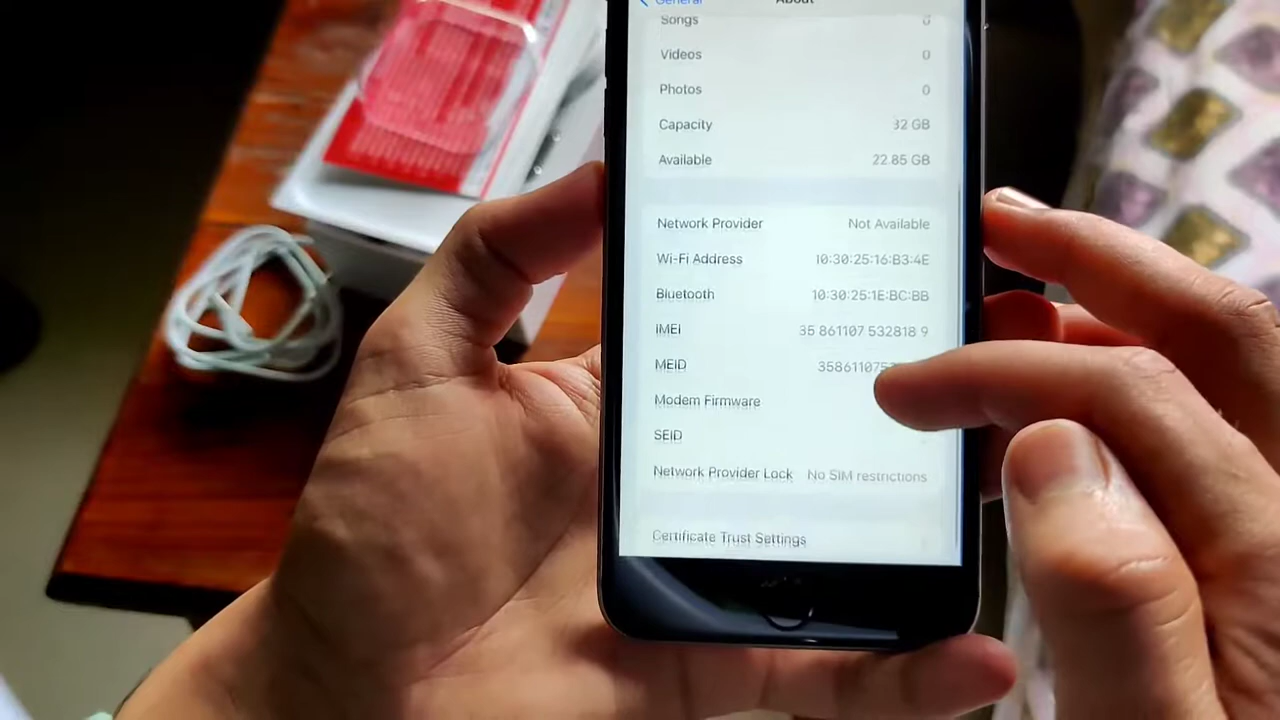 General About
Songs 0
Videos 0
Photos 0
Capacity 32 GB
Available 22.85 GB
Network Provider Not Available
Wi-Fi Address 10:30:25:16:B3:4E
Bluetooth 10:30:25:1E:BC:BB
IMEI 35 861107 532818 9
MEID 358611075
Modem Firmware
SEID
Network Provider Lock No SIM restrictions
Certificate Trust Settings